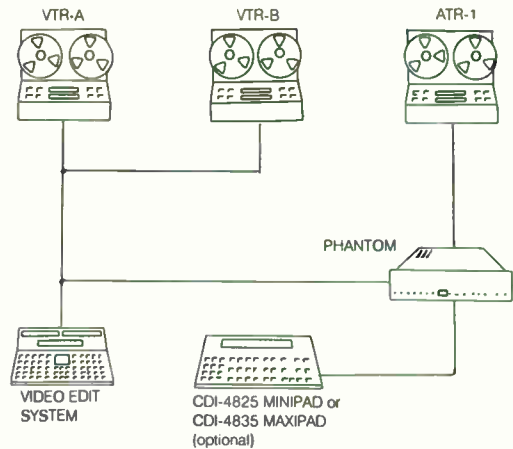 VTR-A
VTR-B
ATR-1
PHANTOM
VIDEO EDIT
SYSTEM
CDI-4825 MINIPAD or
CDI-4835 MAXIPAD
(optional)